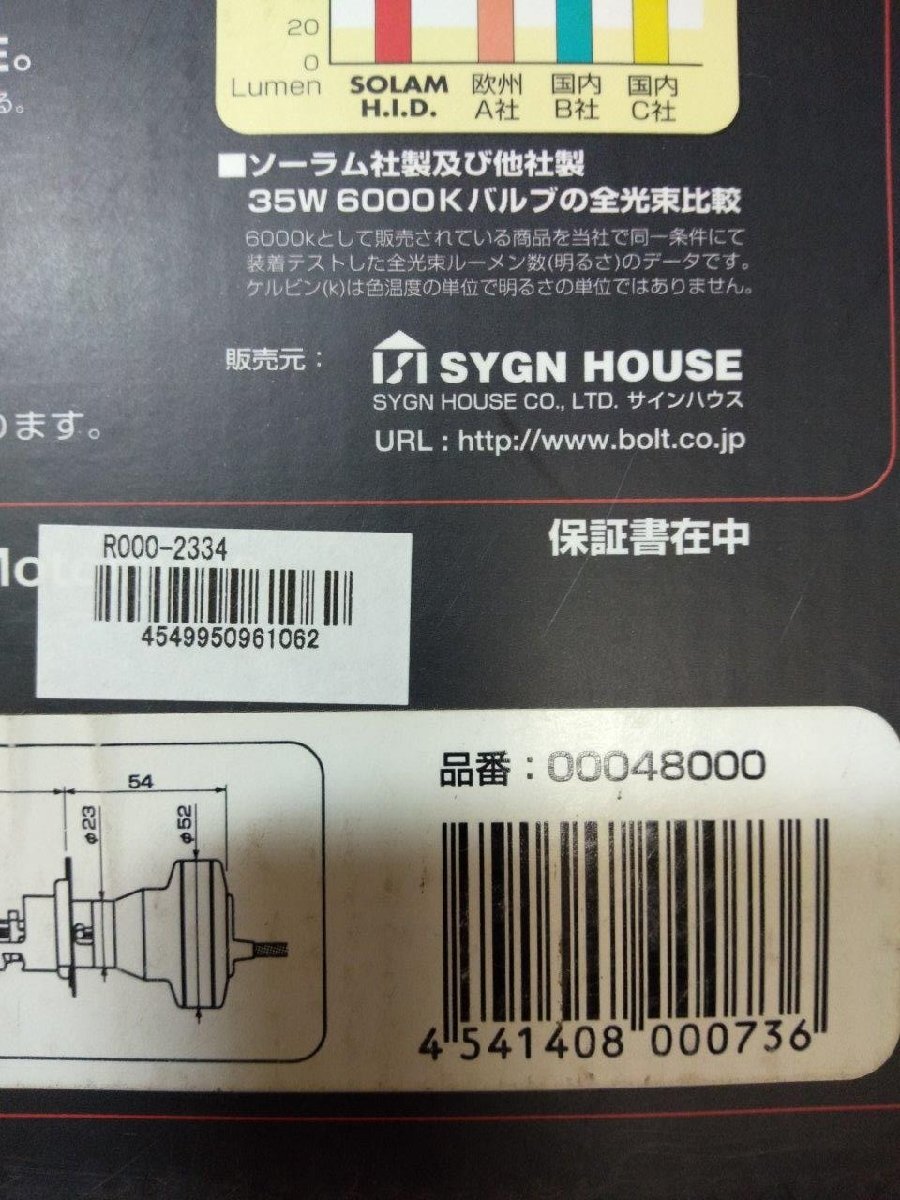 20
0
Lumen
SOLAM H.I.D.
欧州 A社
国内 B社
国内 C社
E。
る。
■ソーラム社製及び他社製
35W 6000Kバルブの全光束比較
6000kとして販売されている商品を当社で同一条件にて
装着テストした全光束ルーメン数(明るさ)のデータです。
ケルビン(k)は色温度の単位で明るさの単位ではありません。
販売元：
SYGN HOUSE
SYGN HOUSE CO., LTD. サインハウス
ります。
URL : http://www.bolt.co.jp
保証書在中
R000-2334
4549950961062
54
φ23
φ52
品番：00048000
4 541408 000736